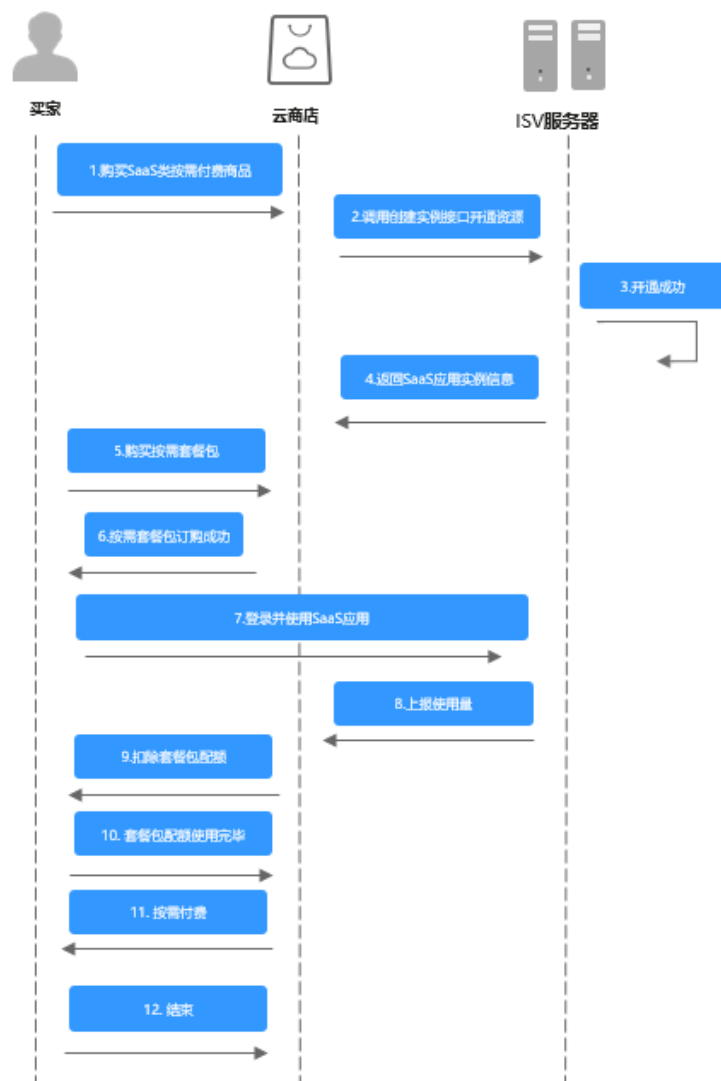 买家
云商店
ISV服务器
1.购买SaaS类按需付费商品
2.调用创建实例接口开通资源
3.开通成功
4.返回SaaS应用实例信息
5.购买按需套餐包
6.按需套餐包订购成功
7.登录并使用SaaS应用
8.上报使用量
9.扣除套餐包配额
10. 套餐包配额使用完毕
11. 按需付费
12. 结束